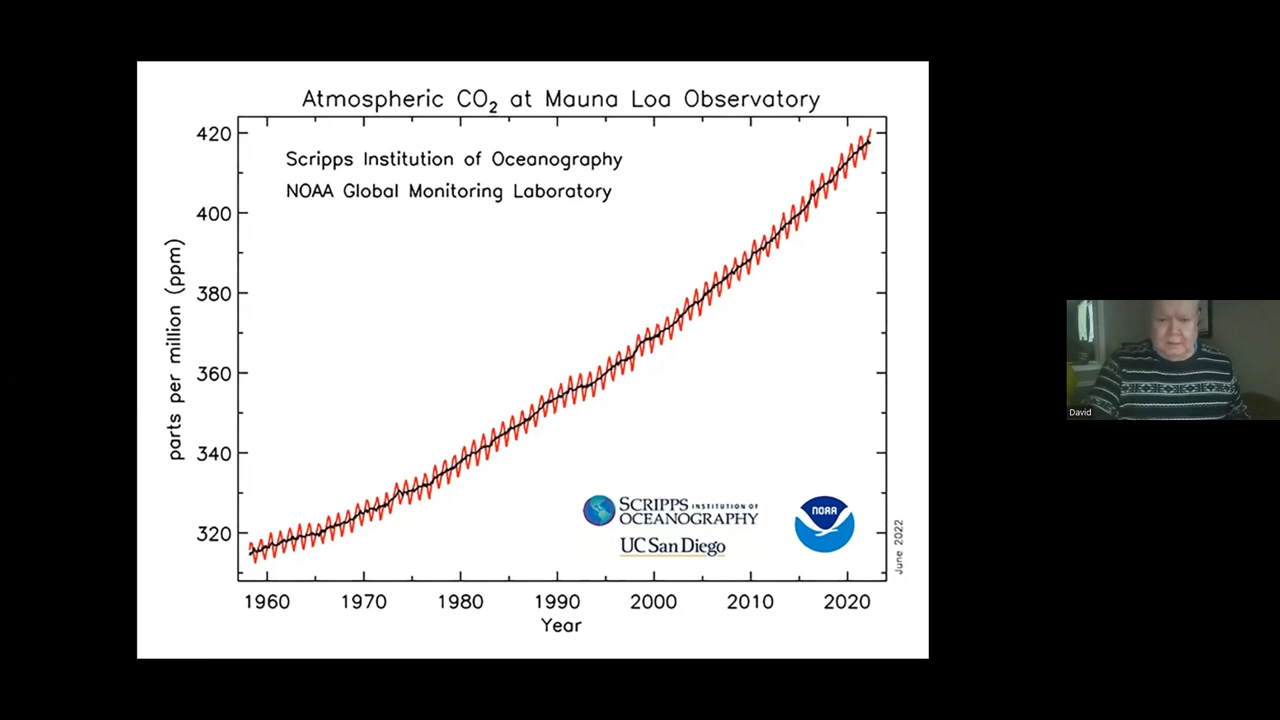 Atmospheric CO₂ at Mauna Loa Observatory
Scripps Institution of Oceanography
NOAA Global Monitoring Laboratory
parts per million (ppm)
420
400
380
360
340
320
1960 1970 1980 1990 2000 2010 2020
Year
SCRIPPS INSTITUTION OF
OCEANOGRAPHY
UC San Diego
NOAA
June 2022
David